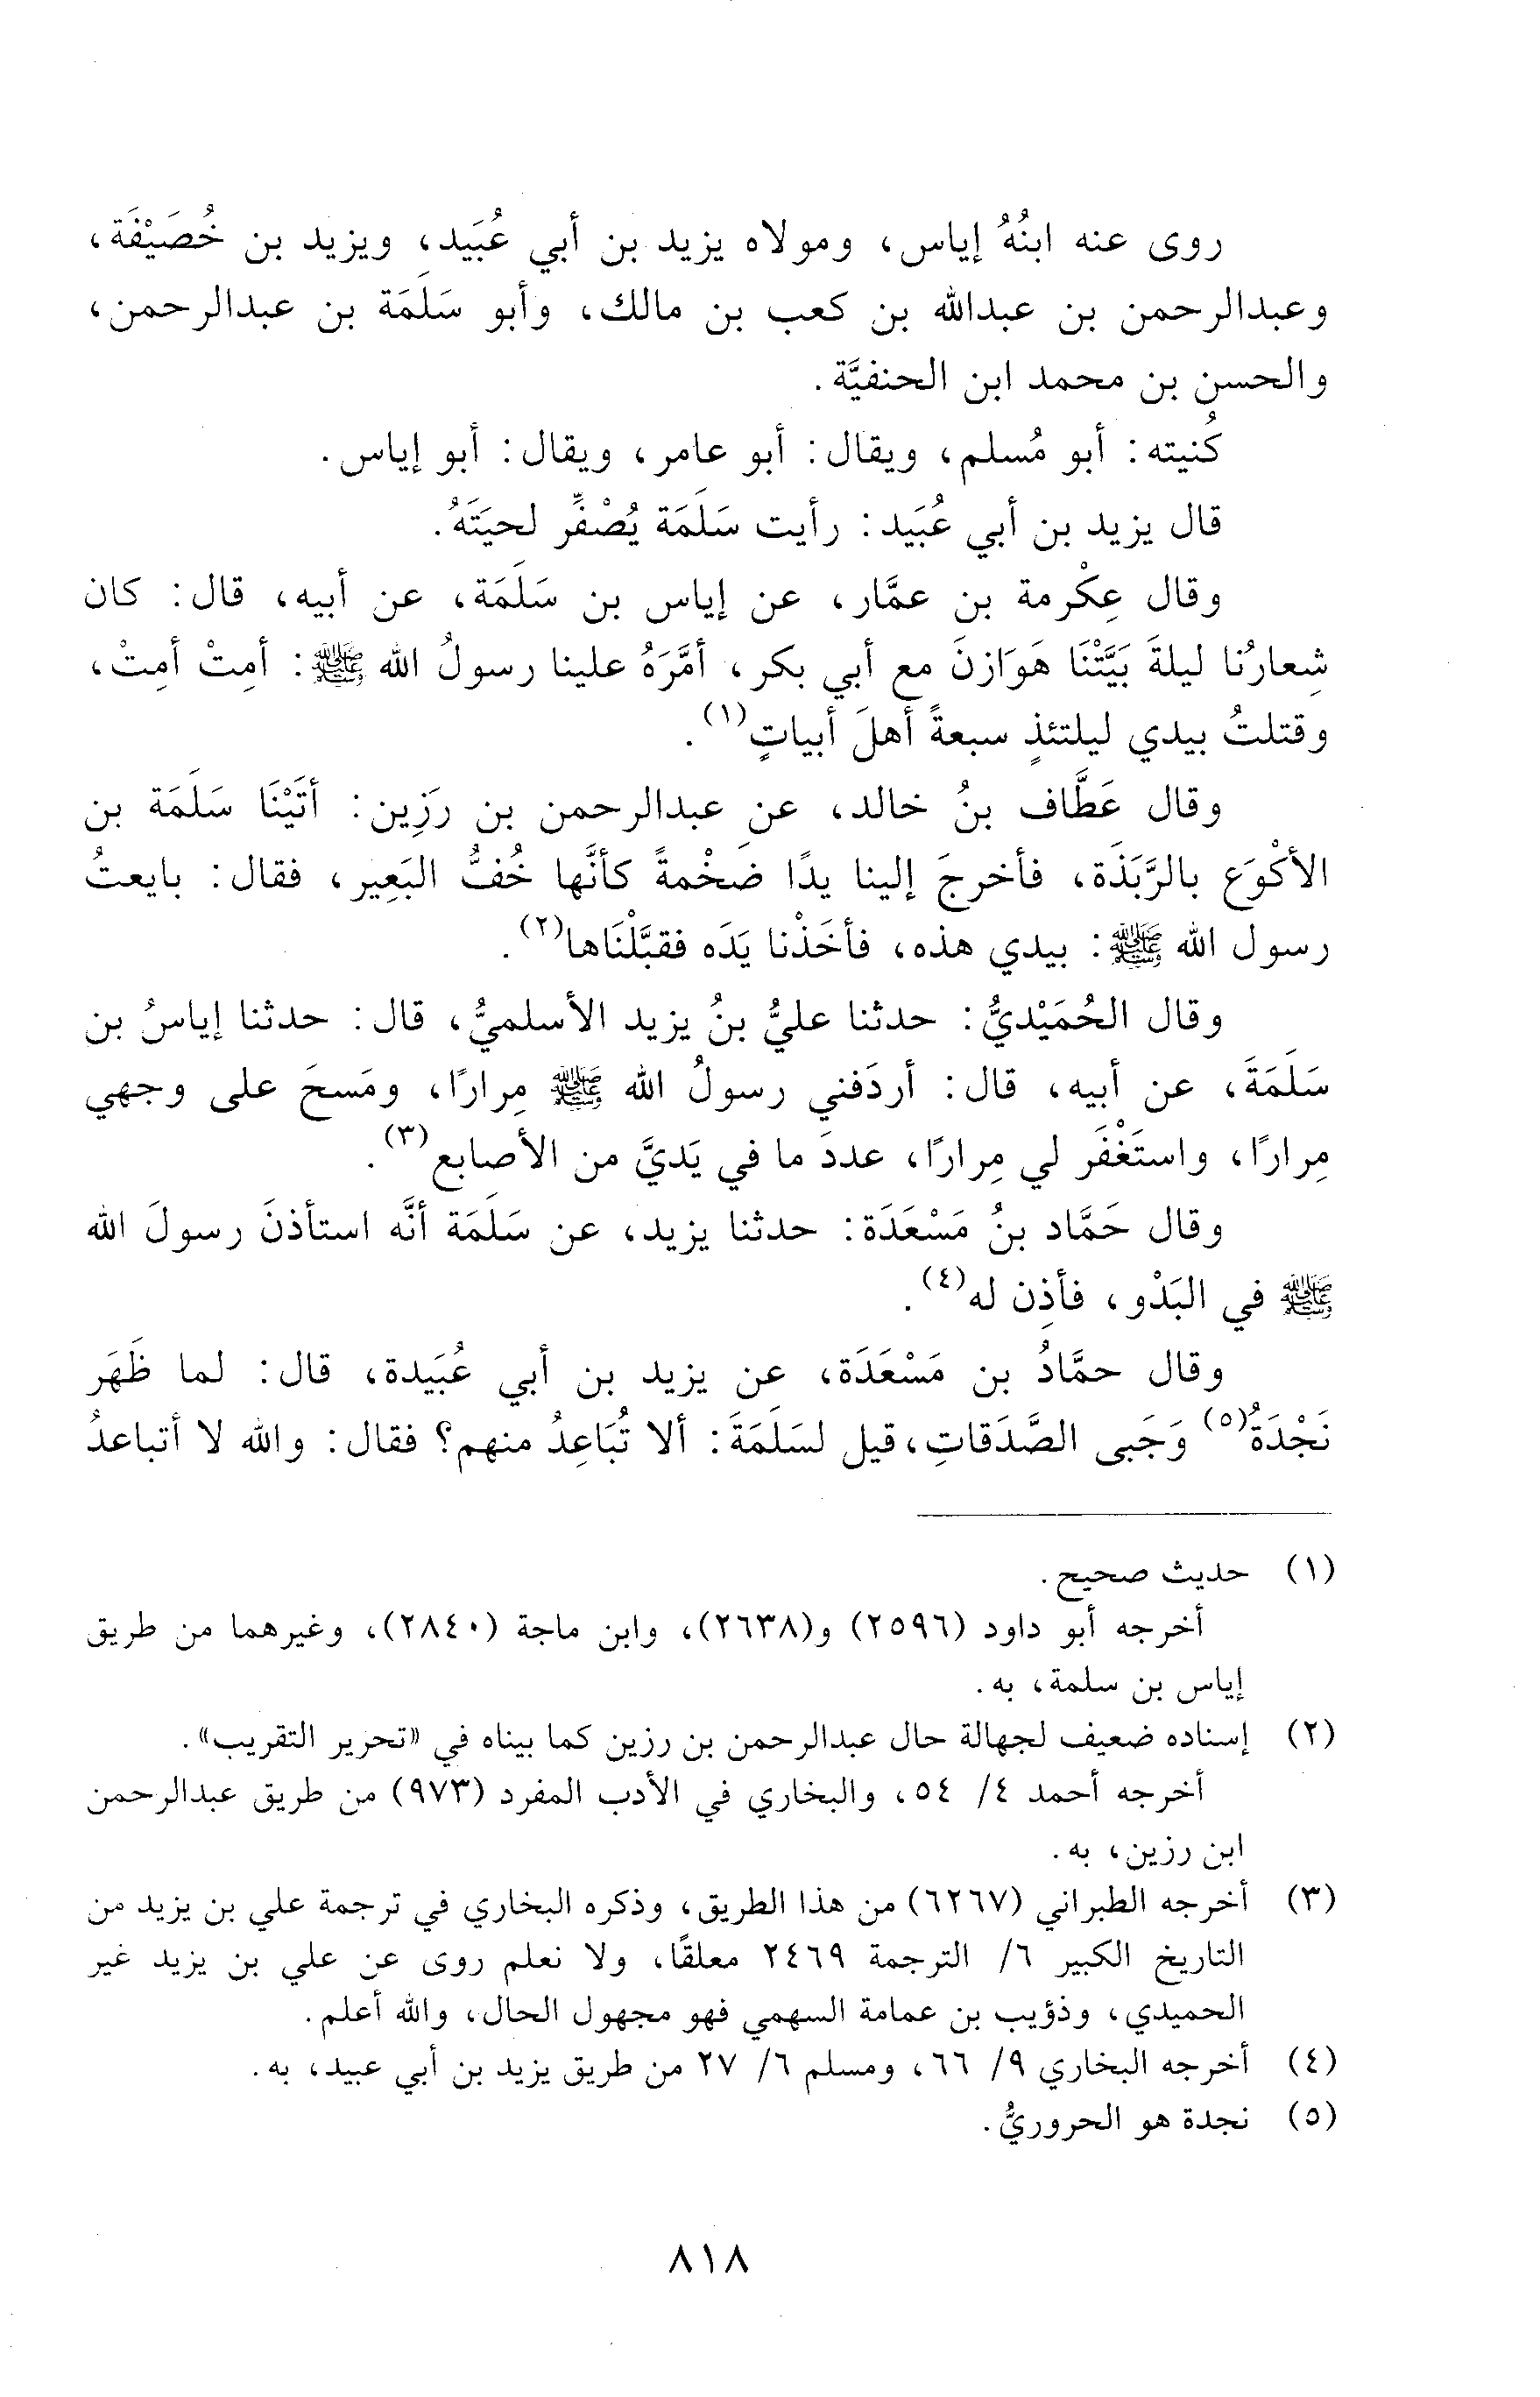 روى عنه ابنُهُ إياس، ومولاه يزيد بن أبي عُبَيد، ويزيد بن خُصَيْفَة،
وعبدالرحمن بن عبدالله بن كعب بن مالك، وأبو سَلَمَة بن عبدالرحمن،
والحسن بن محمد ابن الحنفيَّة.
كُنيته: أبو مُسلم، ويقال: أبو عامر، ويقال: أبو إياس.
قال يزيد بن أبي عُبَيد: رأيت سَلَمَة يُصْفِّر لحيَتَهُ.
وقال عِكْرمة بن عمَّار، عن إياس بن سَلَمَة، عن أبيه، قال: كان
شِعارُنا ليلةَ بَيَّتْنَا هَوَازنَ مع أبي بكر، أمَّرَهُ علينا رسولُ الله ﷺ: أمِتْ أمِتْ،
وقتلتُ بيدي ليلتئذٍ سبعةً أهلَ أبياتٍ(١).
وقال عَطَّاف بنُ خالد، عن عبدالرحمن بن رَزِين: أتَيْنَا سَلَمَة بن
الأكْوَع بالرَّبَذَة، فأخرجَ إلينا يدًا ضَخْمةً كأنَّها خُفُّ البَعِير، فقال: بايعتُ
رسول الله ﷺ: بيدي هذه، فأخَذْنا يَدَه فقبَّلْنَاها(٢).
وقال الحُمَيْديُّ: حدثنا عليُّ بنُ يزيد الأسلميُّ، قال: حدثنا إياسُ بن
سَلَمَةَ، عن أبيه، قال: أردَفني رسولُ الله ﷺ مِرارًا، ومَسحَ على وجهي
مِرارًا، واستَغْفَر لي مِرارًا، عددَ ما في يَديَّ من الأصابع(٣).
وقال حَمَّاد بنُ مَسْعَدَة: حدثنا يزيد، عن سَلَمَة أنَّه استأذنَ رسولَ الله
ﷺ في البَدْو، فأذِن له(٤).
وقال حمَّادُ بن مَسْعَدَة، عن يزيد بن أبي عُبَيدة، قال: لما ظَهَر
نَجْدَةُ(٥) وَجَبى الصَّدَقاتِ، قيل لسَلَمَةَ: ألا تُبَاعِدُ منهم؟ فقال: والله لا أتباعدُ
(١) حديث صحيح.
أخرجه أبو داود (٢٥٩٦) و(٢٦٣٨)، وابن ماجة (٢٨٤٠)، وغيرهما من طريق
إياس بن سلمة، به.
(٢) إسناده ضعيف لجهالة حال عبدالرحمن بن رزين كما بيناه في «تحرير التقريب».
أخرجه أحمد ٤/ ٥٤، والبخاري في الأدب المفرد (٩٧٣) من طريق عبدالرحمن
ابن رزين، به.
(٣) أخرجه الطبراني (٦٢٦٧) من هذا الطريق، وذكره البخاري في ترجمة علي بن يزيد من
التاريخ الكبير ٦/ الترجمة ٢٤٦٩ معلقًا، ولا نعلم روى عن علي بن يزيد غير
الحميدي، وذؤيب بن عمامة السهمي فهو مجهول الحال، والله أعلم.
(٤) أخرجه البخاري ٩/ ٦٦، ومسلم ٦/ ٢٧ من طريق يزيد بن أبي عبيد، به.
(٥) نجدة هو الحروريُّ.
٨١٨